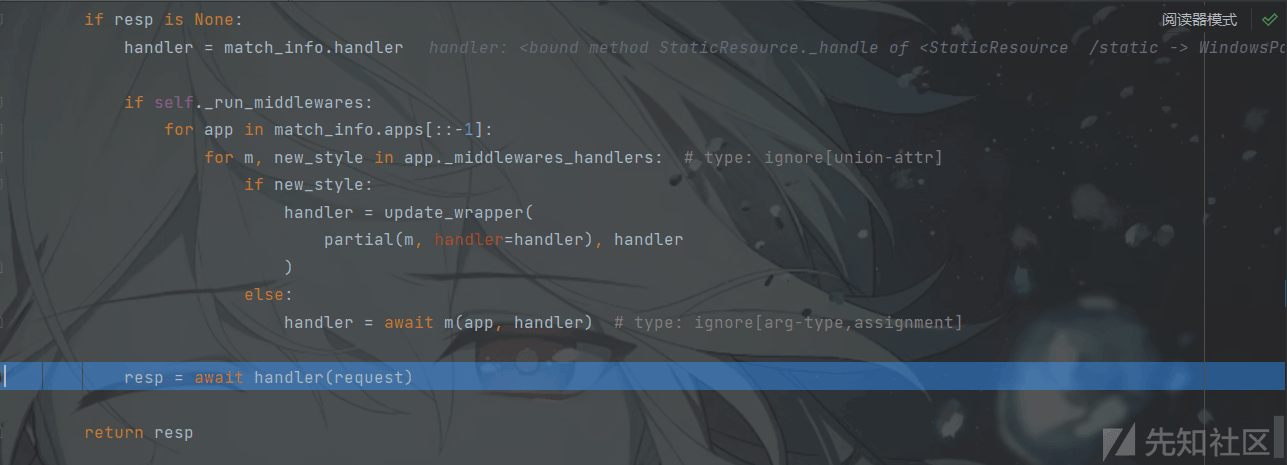 if resp is None:
阅读器模式
handler = match_info.handler handler: <bound method StaticResource._handle of <StaticResource /static -> WindowsPa
if self._run_middlewares:
for app in match_info.apps[::-1]:
for m, new_style in app._middlewares_handlers: # type: ignore[union-attr]
if new_style:
handler = update_wrapper(
partial(m, handler=handler), handler
)
else:
handler = await m(app, handler) # type: ignore[arg-type,assignment]
resp = await handler(request)
return resp
先知社区